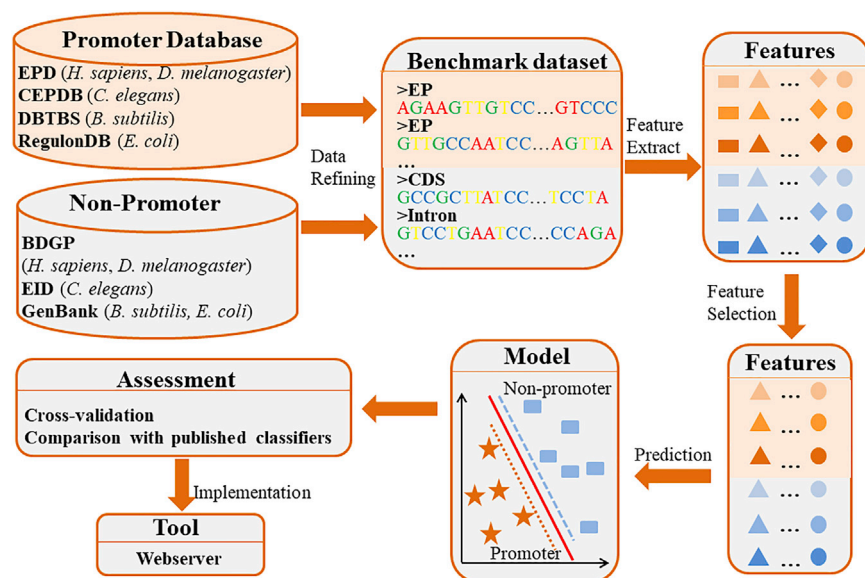 Promoter Database
EPD (H. sapiens, D. melanogaster)
CEPDB (C. elegans)
DBTBS (B. subtilis)
RegulonDB (E. coli)
Non-Promoter
BDGP
(H. sapiens, D. melanogaster)
EID (C. elegans)
GenBank (B. subtilis, E. coli)
Data
Refining
Benchmark dataset
>EP
AGAAGTTGTCC...GTCCC
>EP
GTTGCCAATCC...AGTTA
...
>CDS
GCCGCTTATCC...TCCTA
>Intron
GTCCTGAATCC...CCAGA
...
Feature
Extract
Features
...
...
...
...
...
...
Feature
Selection
Features
...
...
...
...
...
...
Prediction
Model
Non-promoter
Promoter
Assessment
Cross-validation
Comparison with published classifiers
Implementation
Tool
Webserver